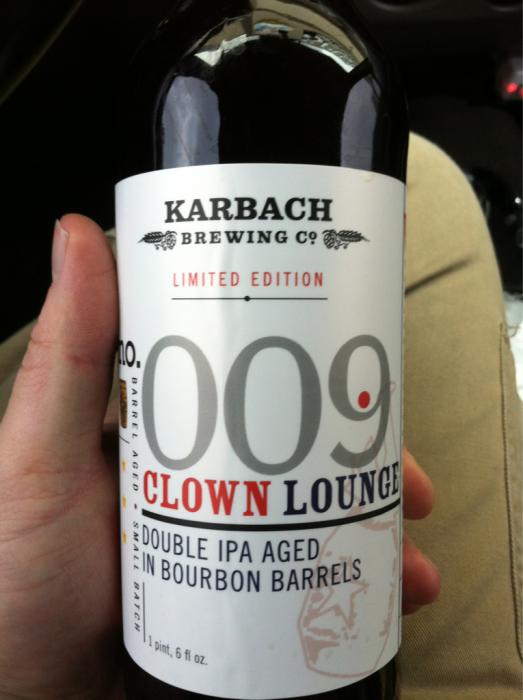 KARBACH
BREWING Cº
LIMITED EDITION
no.
009
CLOWN LOUNGE
DOUBLE IPA AGED
IN BOURBON BARRELS
BARREL AGED • SMALL BATCH
1 pint, 6 fl oz.